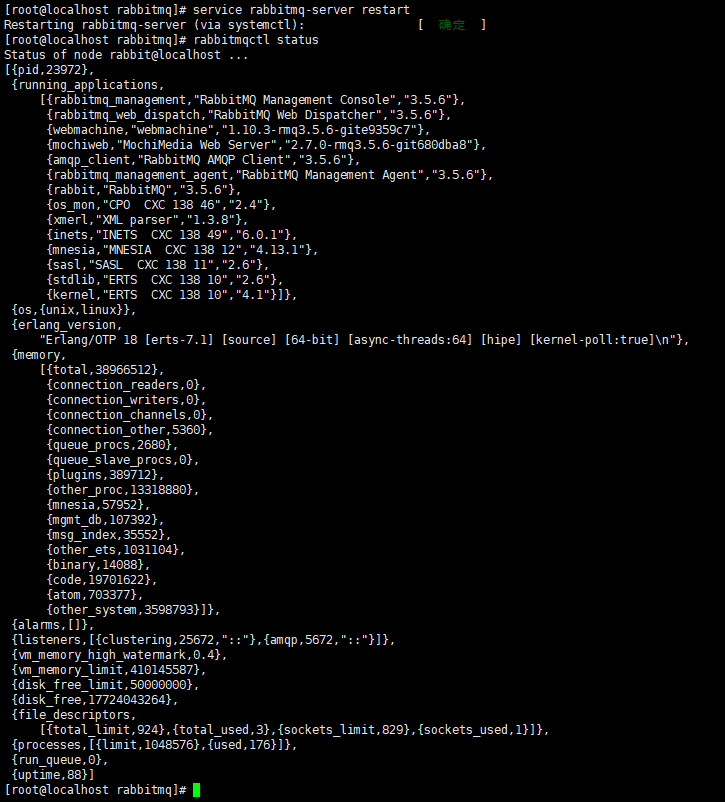 [root@localhost rabbitmq]# service rabbitmq-server restart
Restarting rabbitmq-server (via systemctl):                [  确定  ]
[root@localhost rabbitmq]# rabbitmqctl status
Status of node rabbit@localhost ...
[{pid,23972},
 {running_applications,
     [{rabbitmq_management,"RabbitMQ Management Console","3.5.6"},
      {rabbitmq_web_dispatch,"RabbitMQ Web Dispatcher","3.5.6"},
      {webmachine,"webmachine","1.10.3-rmq3.5.6-gite9359c7"},
      {mochiweb,"MochiMedia Web Server","2.7.0-rmq3.5.6-git680dba8"},
      {amqp_client,"RabbitMQ AMQP Client","3.5.6"},
      {rabbitmq_management_agent,"RabbitMQ Management Agent","3.5.6"},
      {rabbit,"RabbitMQ","3.5.6"},
      {os_mon,"CPO  CXC 138 46","2.4"},
      {xmerl,"XML parser","1.3.8"},
      {inets,"INETS  CXC 138 49","6.0.1"},
      {mnesia,"MNESIA  CXC 138 12","4.13.1"},
      {sasl,"SASL  CXC 138 11","2.6"},
      {stdlib,"ERTS  CXC 138 10","2.6"},
      {kernel,"ERTS  CXC 138 10","4.1"}]},
 {os,{unix,linux}},
 {erlang_version,
     "Erlang/OTP 18 [erts-7.1] [source] [64-bit] [async-threads:64] [hipe] [kernel-poll:true]\n"},
 {memory,
     [{total,38966512},
      {connection_readers,0},
      {connection_writers,0},
      {connection_channels,0},
      {connection_other,5360},
      {queue_procs,2680},
      {queue_slave_procs,0},
      {plugins,389712},
      {other_proc,13318880},
      {mnesia,57952},
      {mgmt_db,107392},
      {msg_index,35552},
      {other_ets,1031104},
      {binary,14088},
      {code,19701622},
      {atom,703377},
      {other_system,3598793}]},
 {alarms,[]},
 {listeners,[{clustering,25672,"::"},{amqp,5672,"::"}]},
 {vm_memory_high_watermark,0.4},
 {vm_memory_limit,410145587},
 {disk_free_limit,50000000},
 {disk_free,17724043264},
 {file_descriptors,
     [{total_limit,924},{total_used,3},{sockets_limit,829},{sockets_used,1}]},
 {processes,[{limit,1048576},{used,176}]},
 {run_queue,0},
 {uptime,88}]
[root@localhost rabbitmq]#